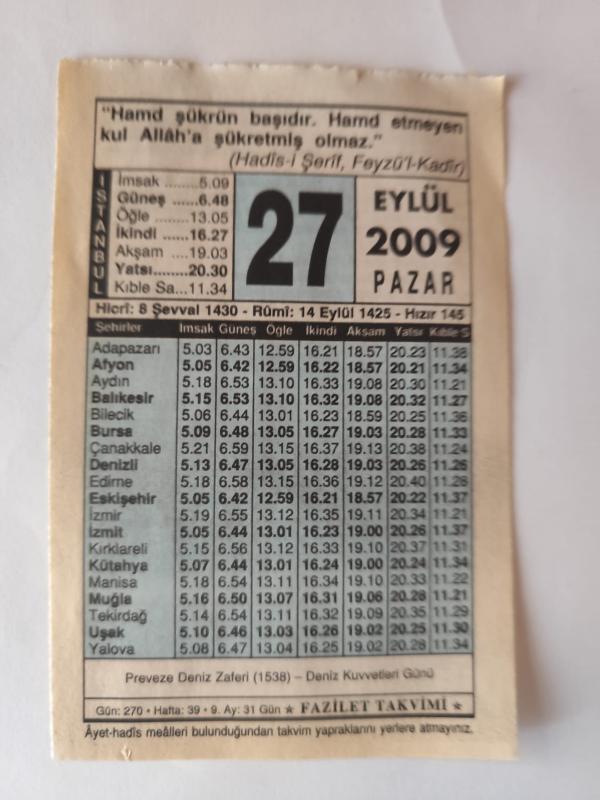 "Hamd şükrün başıdır. Hamd etmeyen
kul Allâh'a şükretmiş olmaz."
(Hadîs-i Şerîf, Feyzü'l-Kadîr)
İSTANBUL
İmsak ........5.09
Güneş ......6.48
Öğle .......13.05
İkindi ......16.27
Akşam ....19.03
Yatsı........20.30
Kıble Sa...11.34
27
EYLÜL
2009
PAZAR
Hicrî: 8 Şevval 1430 - Rûmî: 14 Eylül 1425 - Hızır 145
Şehirler İmsak Güneş Öğle İkindi Akşam Yatsı Kıble S
Adapazarı 5.03 6.43 12.59 16.21 18.57 20.23 11.38
Afyon 5.05 6.42 12.59 16.22 18.57 20.21 11.34
Aydın 5.18 6.53 13.10 16.33 19.08 20.30 11.21
Balıkesir 5.15 6.53 13.10 16.32 19.08 20.32 11.27
Bilecik 5.06 6.44 13.01 16.23 18.59 20.25 11.36
Bursa 5.09 6.48 13.05 16.27 19.03 20.28 11.33
Çanakkale 5.21 6.59 13.15 16.37 19.13 20.38 11.24
Denizli 5.13 6.47 13.05 16.28 19.03 20.26 11.26
Edirne 5.18 6.58 13.15 16.36 19.12 20.40 11.28
Eskişehir 5.05 6.42 12.59 16.21 18.57 20.22 11.37
İzmir 5.19 6.55 13.12 16.35 19.11 20.34 11.21
İzmit 5.05 6.44 13.01 16.23 19.00 20.26 11.37
Kırklareli 5.15 6.56 13.12 16.33 19.10 20.37 11.31
Kütahya 5.07 6.44 13.01 16.24 19.00 20.24 11.34
Manisa 5.18 6.54 13.11 16.34 19.10 20.33 11.22
Muğla 5.16 6.50 13.07 16.31 19.06 20.28 11.21
Tekirdağ 5.14 6.54 13.11 16.32 19.09 20.35 11.29
Uşak 5.10 6.46 13.03 16.26 19.02 20.25 11.30
Yalova 5.08 6.47 13.04 16.25 19.02 20.28 11.34
Preveze Deniz Zaferi (1538) – Deniz Kuvvetleri Günü
Gün: 270 • Hafta: 39 • 9. Ay: 31 Gün ★ FAZİLET TAKVİMİ ★
Âyet-hadîs meâlleri bulunduğundan takvim yapraklarını yerlere atmayınız.